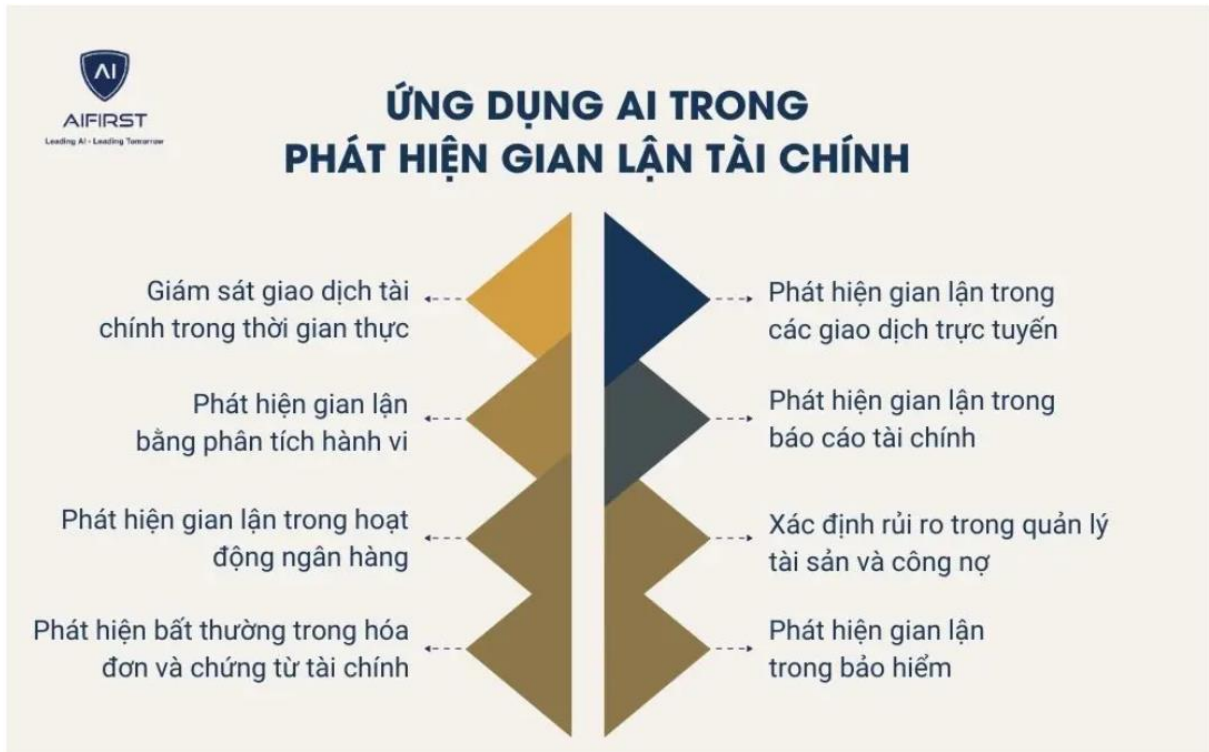 AI
AIFIRST
Leading AI - Leading Tomorrow
ỨNG DỤNG AI TRONG
PHÁT HIỆN GIAN LẬN TÀI CHÍNH
Giám sát giao dịch tài
chính trong thời gian thực
Phát hiện gian lận
bằng phân tích hành vi
Phát hiện gian lận trong hoạt
động ngân hàng
Phát hiện bất thường trong hóa
đơn và chứng từ tài chính
Phát hiện gian lận trong
các giao dịch trực tuyến
Phát hiện gian lận trong
báo cáo tài chính
Xác định rủi ro trong quản lý
tài sản và công nợ
Phát hiện gian lận
trong bảo hiểm